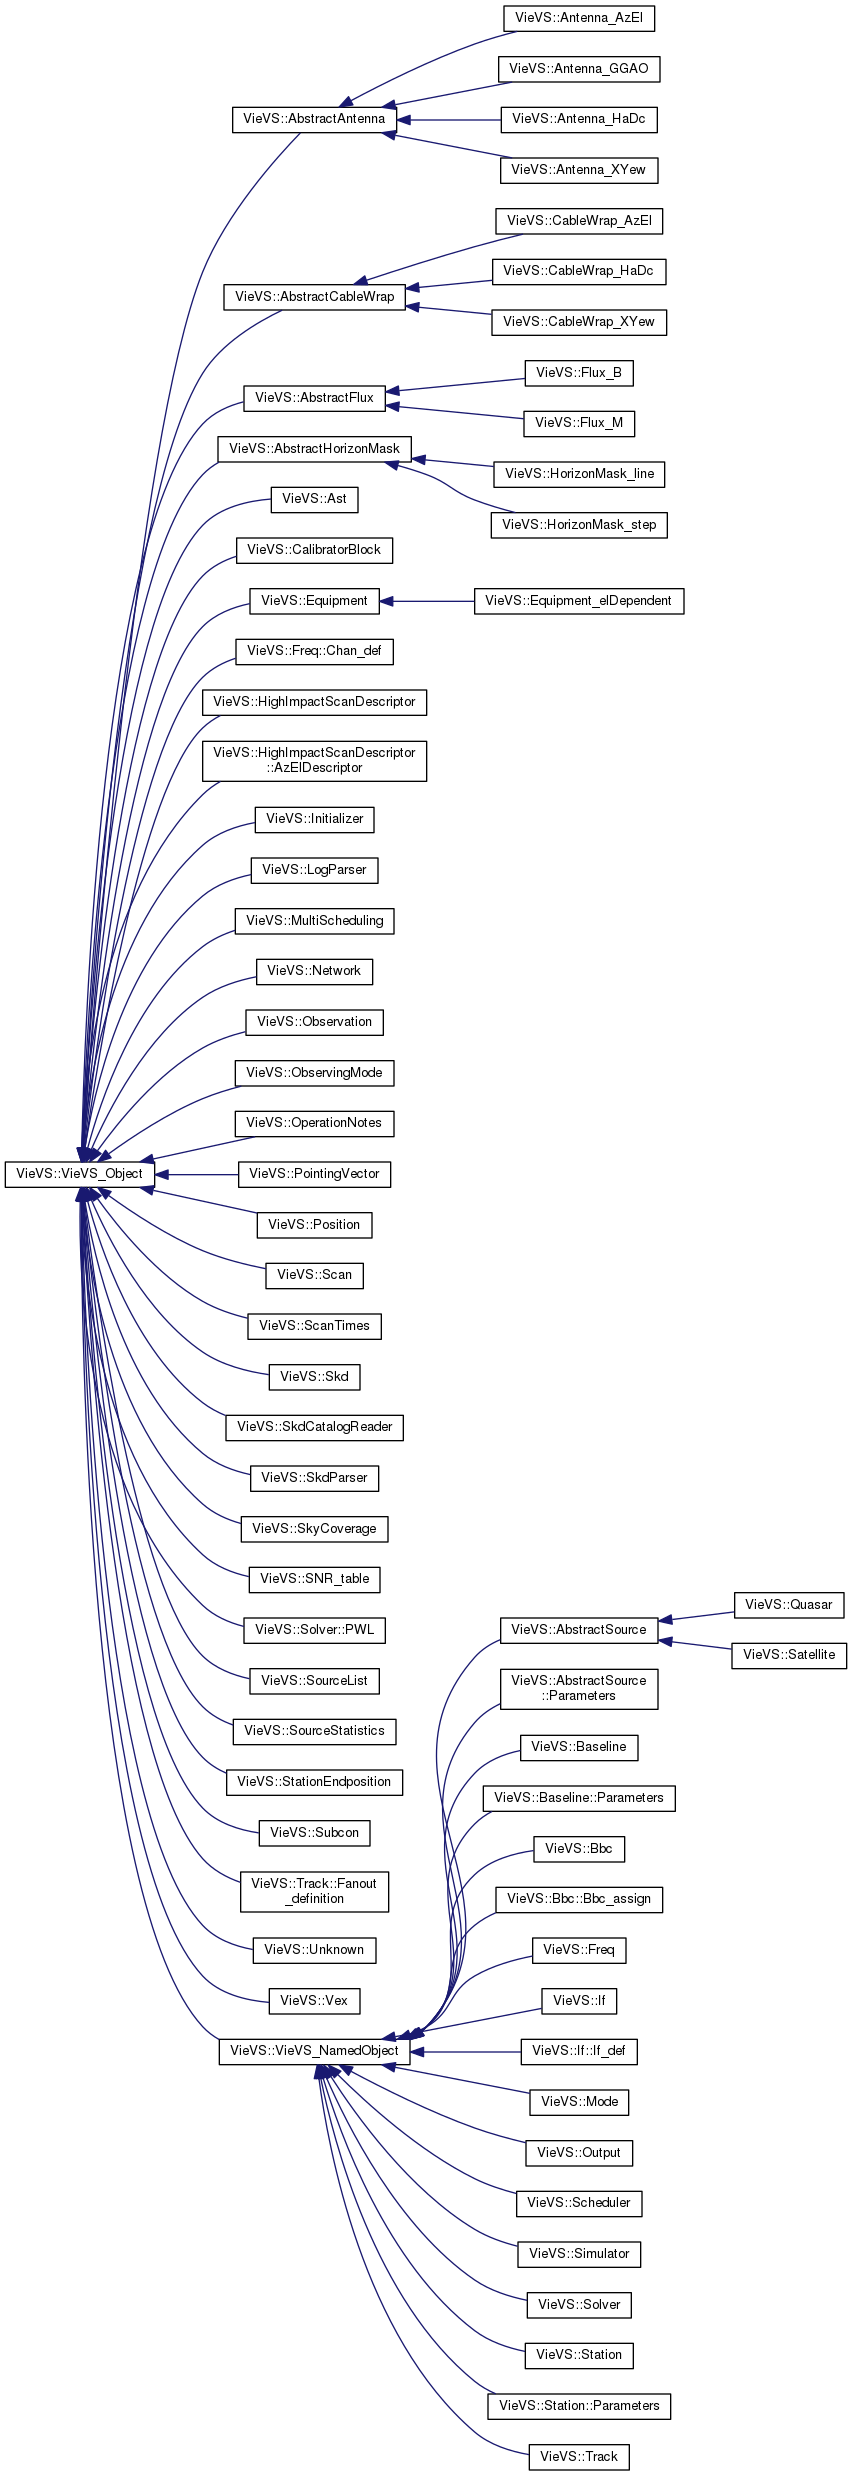 VieVS::Antenna_AzEl
VieVS::Antenna_GGAO
VieVS::AbstractAntenna
VieVS::Antenna_HaDc
VieVS::Antenna_XYew
VieVS::CableWrap_AzEl
VieVS::CableWrap_HaDc
VieVS::AbstractCableWrap
VieVS::CableWrap_XYew
VieVS::Flux_B
VieVS::AbstractFlux
VieVS::Flux_M
VieVS::AbstractHorizonMask
VieVS::HorizonMask_line
VieVS::Ast
VieVS::HorizonMask_step
VieVS::CalibratorBlock
VieVS::Equipment
VieVS::Equipment_elDependent
VieVS::Freq::Chan_def
VieVS::HighImpactScanDescriptor
VieVS::HighImpactScanDescriptor
::AzElDescriptor
VieVS::Initializer
VieVS::LogParser
VieVS::MultiScheduling
VieVS::Network
VieVS::Observation
VieVS::ObservingMode
VieVS::OperationNotes
VieVS::VieVS_Object
VieVS::PointingVector
VieVS::Position
VieVS::Scan
VieVS::ScanTimes
VieVS::Skd
VieVS::SkdCatalogReader
VieVS::SkdParser
VieVS::SkyCoverage
VieVS::SNR_table
VieVS::Quasar
VieVS::Solver::PWL
VieVS::AbstractSource
VieVS::Satellite
VieVS::SourceList
VieVS::AbstractSource
::Parameters
VieVS::SourceStatistics
VieVS::Baseline
VieVS::StationEndposition
VieVS::Baseline::Parameters
VieVS::Subcon
VieVS::Bbc
VieVS::Track::Fanout
_definition
VieVS::Bbc::Bbc_assign
VieVS::Unknown
VieVS::Freq
VieVS::Vex
VieVS::If
VieVS::VieVS_NamedObject
VieVS::If::If_def
VieVS::Mode
VieVS::Output
VieVS::Scheduler
VieVS::Simulator
VieVS::Solver
VieVS::Station
VieVS::Station::Parameters
VieVS::Track